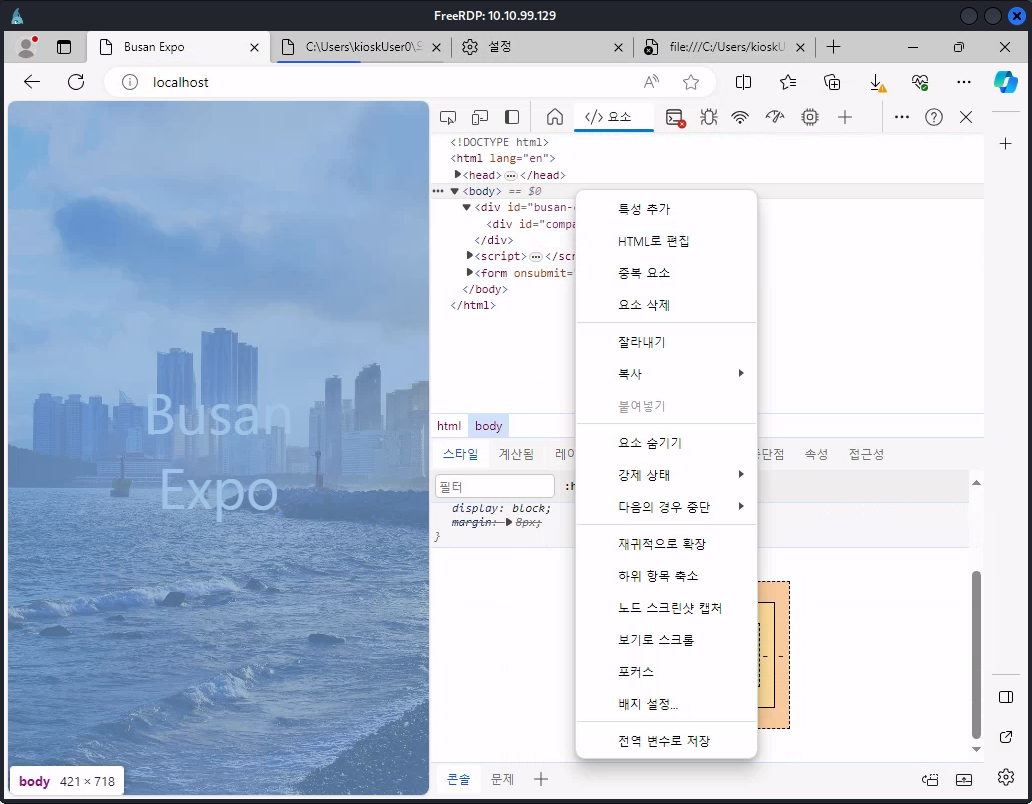 FreeRDP: 10.10.99.129
Busan Expo
C:\Users\kioskUser0\
설정
file:///C:/Users/kioskU
localhost
</> 요소
<!DOCTYPE html>
<html lang="en">
<head> </head>
<body> == $0
<div id="busan-
<div id="compa
</div>
<script> </scr
<form onsubmit=
</body>
</html>
특성 추가
HTML로 편집
중복 요소
요소 삭제
잘라내기
복사
붙여넣기
요소 숨기기
강제 상태
다음의 경우 중단
재귀적으로 확장
하위 항목 축소
노드 스크린샷 캡처
보기로 스크롤
포커스
배지 설정...
전역 변수로 저장
html body
스타일 계산됨 레이 중단점 속성 접근성
필터 :h
display: block;
margin: 8px;
}
- -
Busan
Expo
body 421 × 718
콘솔 문제